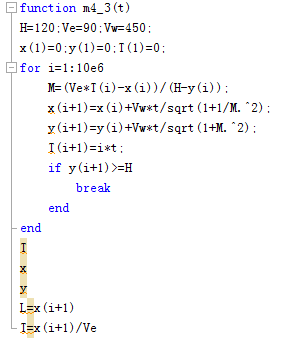 function m4_3(t)
H=120;Ve=90;Vw=450;
x(1)=0;y(1)=0;T(1)=0;
for i=1:10e6
M=(Ve*T(i)-x(i))/(H-y(i));
x(i+1)=x(i)+Vw*t/sqrt(1+1/M.^2);
y(i+1)=y(i)+Vw*t/sqrt(1+M.^2);
T(i+1)=i*t;
if y(i+1)>=H
break
end
end
T
x
y
L=x(i+1)
T=x(i+1)/Ve